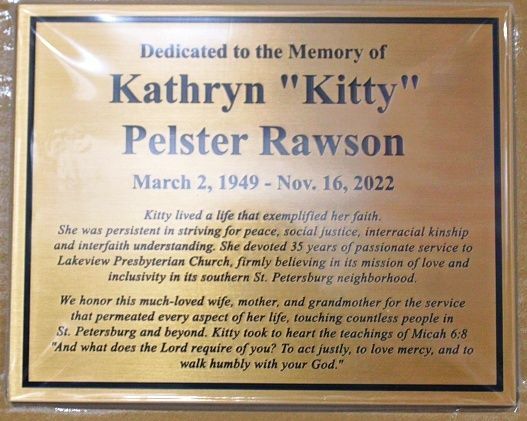 Dedicated to the Memory of
Kathryn "Kitty"
Pelster Rawson
March 2, 1949 - Nov. 16, 2022
Kitty lived a life that exemplified her faith.
She was persistent in striving for peace, social justice, interracial kinship
and interfaith understanding. She devoted 35 years of passionate service to
Lakeview Presbyterian Church, firmly believing in its mission of love and
inclusivity in its southern St. Petersburg neighborhood.
We honor this much-loved wife, mother, and grandmother for the service
that permeated every aspect of her life, touching countless people in
St. Petersburg and beyond. Kitty took to heart the teachings of Micah 6:8
"And what does the Lord require of you? To act justly, to love mercy, and to
walk humbly with your God."